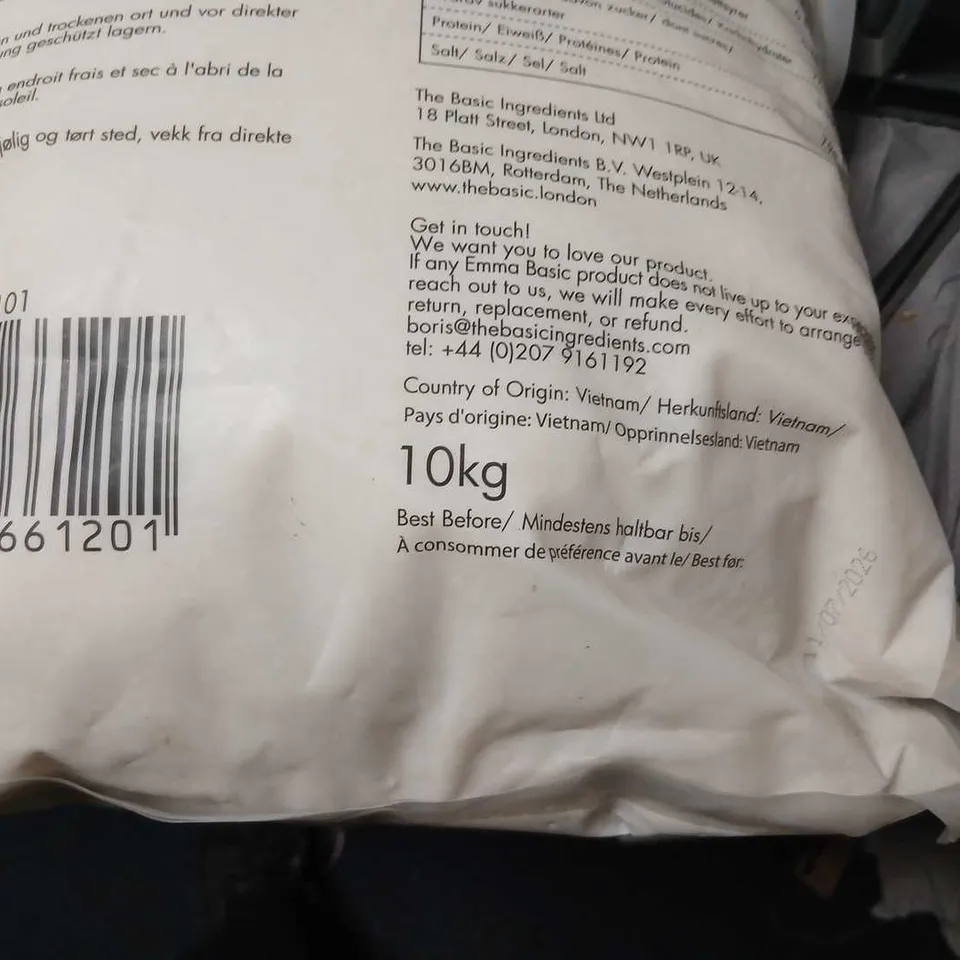 n und trockenen ort und vor direkter
ng geschützt lagern.
endroit frais et sec à l'abri de la
soleil.
jølig og tørt sted, vekk fra direkte
01
661201
sukkerarter
Protein/ Eiweiß/ Protéines/ Protein
Salt/ Salz/ Sel/ Salt
The Basic Ingredients Ltd
18 Platt Street, London, NW1 1RP, UK
The Basic Ingredients B.V. Westplein 12-14,
3016BM, Rotterdam, The Netherlands
www.thebasic.london
Get in touch!
We want you to love our product.
If any Emma Basic product does not live up to your
reach out to us, we will make every effort to arrange
return, replacement, or refund.
boris@thebasicingredients.com
tel: +44 (0)207 9161192
Country of Origin: Vietnam/ Herkunftsland: Vietnam/
Pays d'origine: Vietnam/ Opprinnelsesland: Vietnam
10kg
Best Before/ Mindestens haltbar bis/
À consommer de préférence avant le/ Best før: